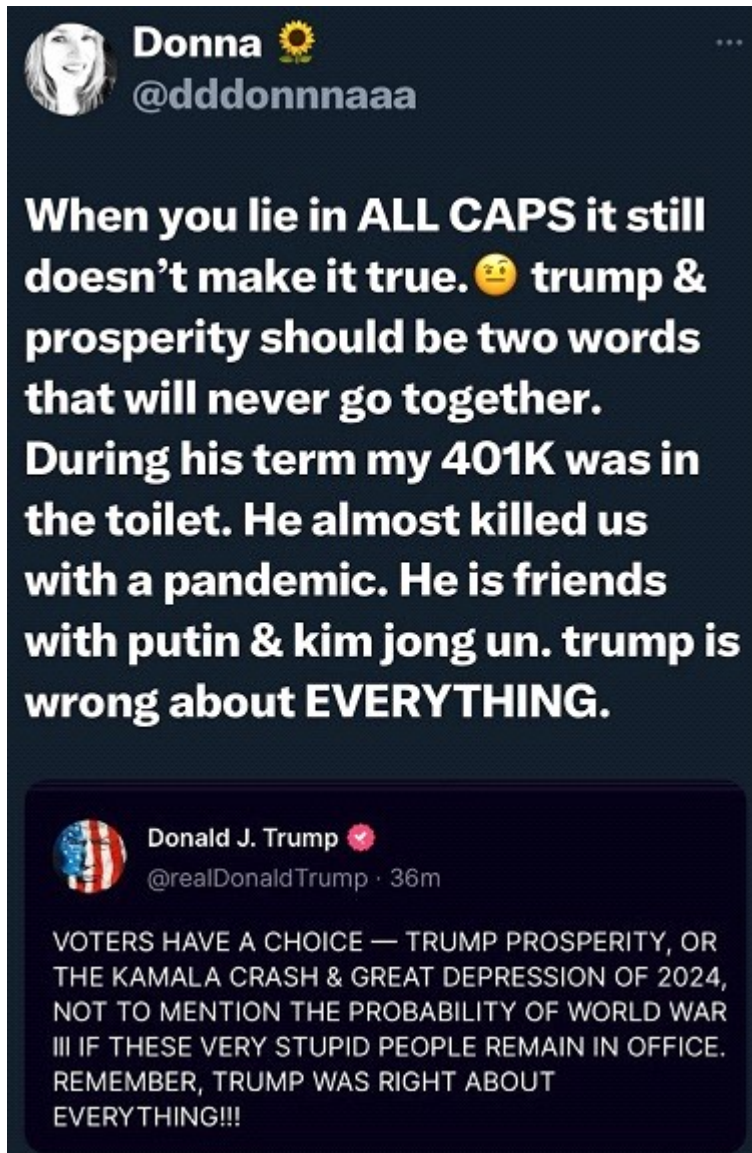 Donna 🌻
@dddonnnaaa
When you lie in ALL CAPS it still
doesn't make it true.🤨 trump &
prosperity should be two words
that will never go together.
During his term my 401K was in
the toilet. He almost killed us
with a pandemic. He is friends
with putin & kim jong un. trump is
wrong about EVERYTHING.
Donald J. Trump
@realDonaldTrump · 36m
VOTERS HAVE A CHOICE — TRUMP PROSPERITY, OR
THE KAMALA CRASH & GREAT DEPRESSION OF 2024,
NOT TO MENTION THE PROBABILITY OF WORLD WAR
III IF THESE VERY STUPID PEOPLE REMAIN IN OFFICE.
REMEMBER, TRUMP WAS RIGHT ABOUT
EVERYTHING!!!